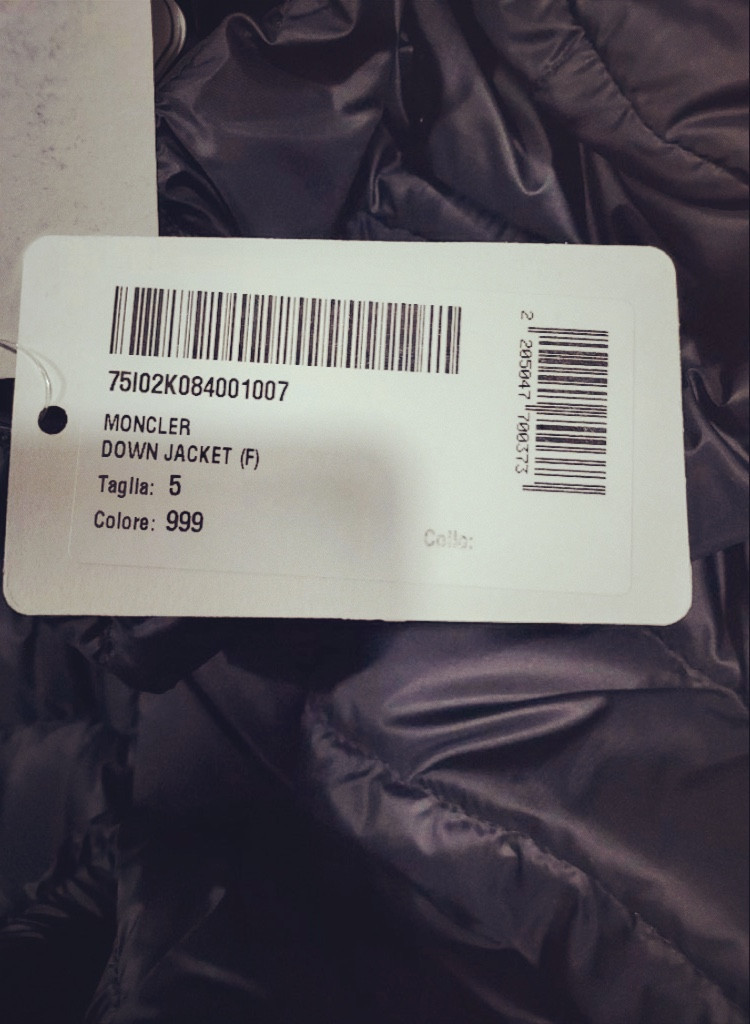 75I02K084001007
MONCLER
DOWN JACKET (F)
Taglia: 5
Colore: 999
Collo:
2 205047 700373